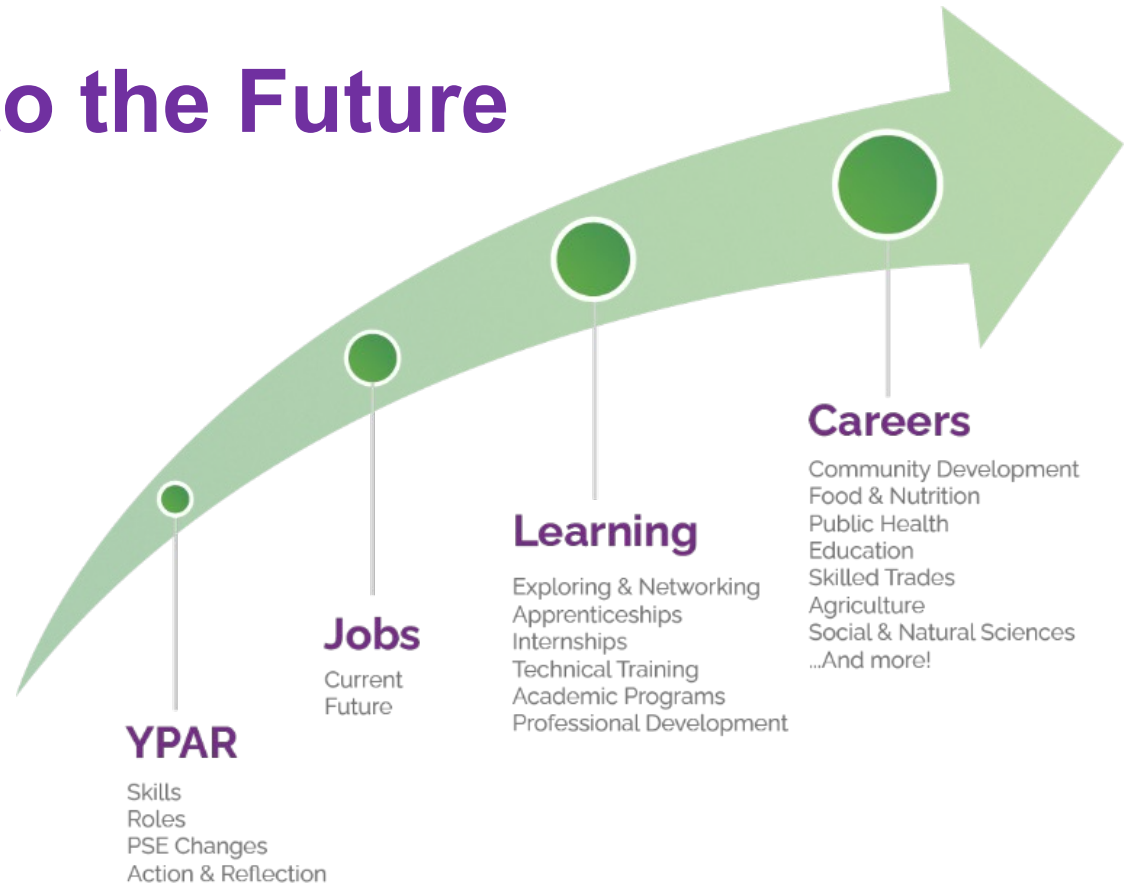 o the Future
Careers
Community Development
Food & Nutrition
Public Health
Education
Skilled Trades
Agriculture
Social & Natural Sciences
...And more!
Learning
Exploring & Networking
Apprenticeships
Internships
Technical Training
Academic Programs
Professional Development
Jobs
Current
Future
YPAR
Skills
Roles
PSE Changes
Action & Reflection